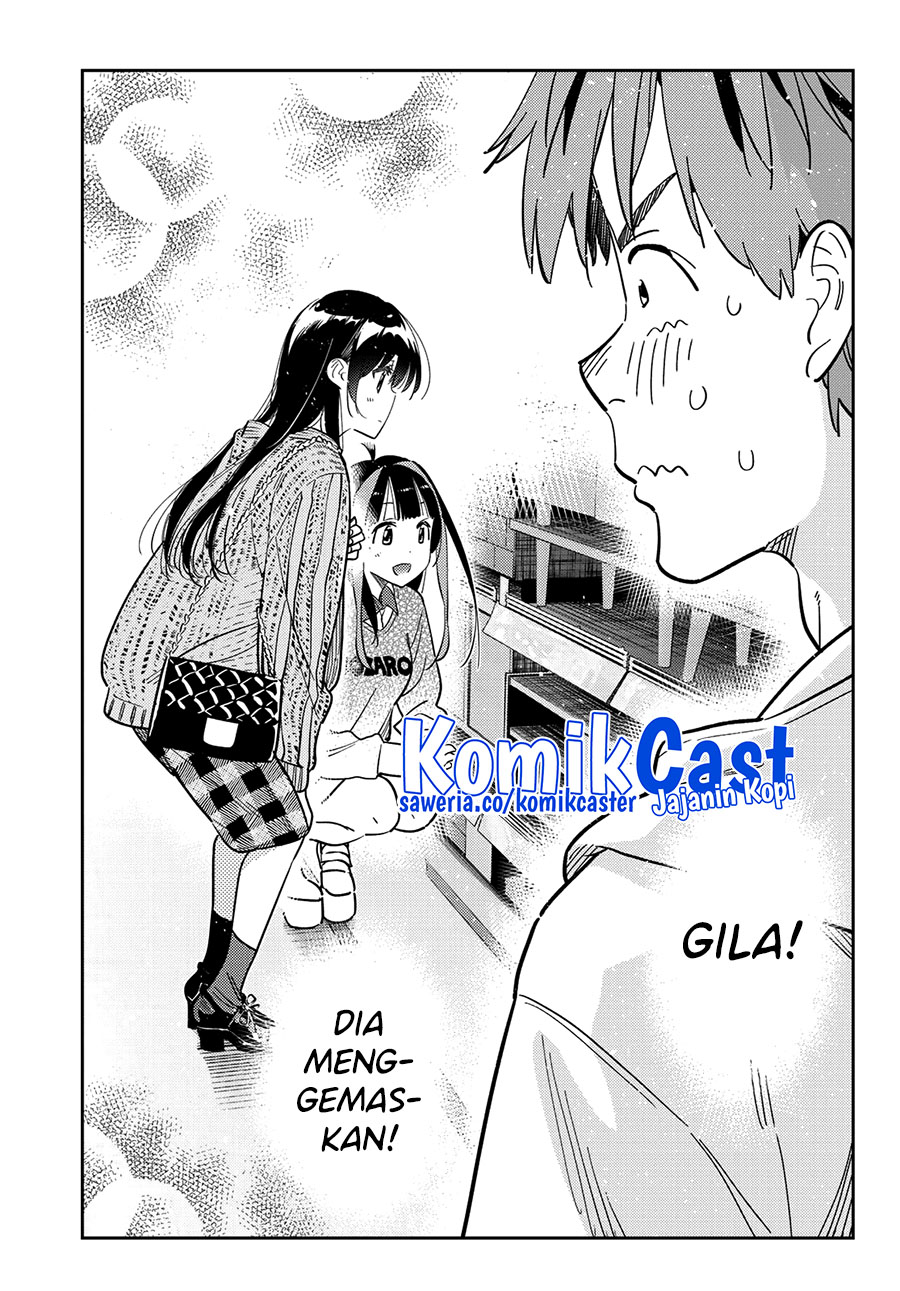 GILA!
DIA
MENG-
GEMAS-
KAN!
KomikCast
saweria.co/komikcaster Jajanin Kopi